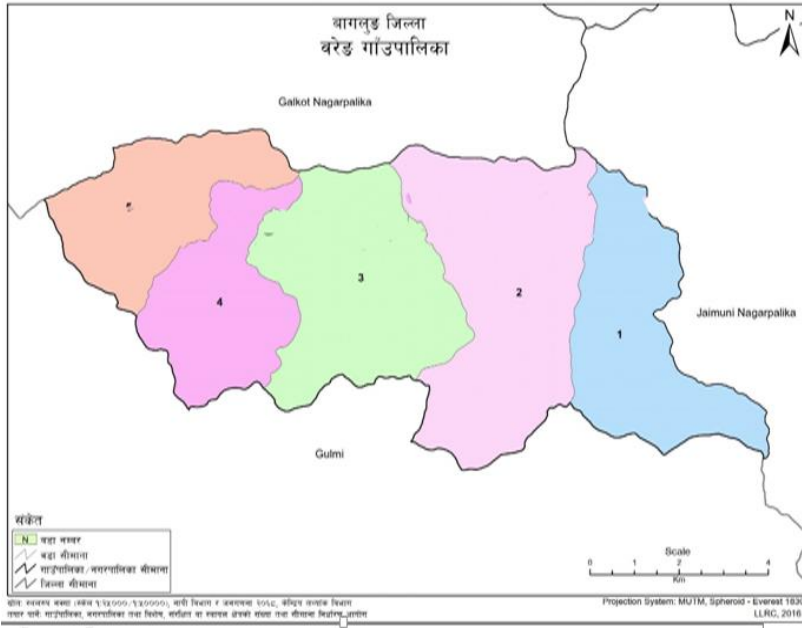 बागलुङ जिल्ला
बरेङ गाँउपालिका
N
Galkot Nagarpalika
4
3
2
1
Jaimuni Nagarpalika
Gulmi
संकेत
N वडा नम्बर
वडा सीमाना
गाउँपालिका/नगरपालिका सीमाना
जिल्ला सीमाना
Scale
0 1 2 4
Km
Projection System: MUTM, Spheroid - Everest 1830
LLRC, 2016